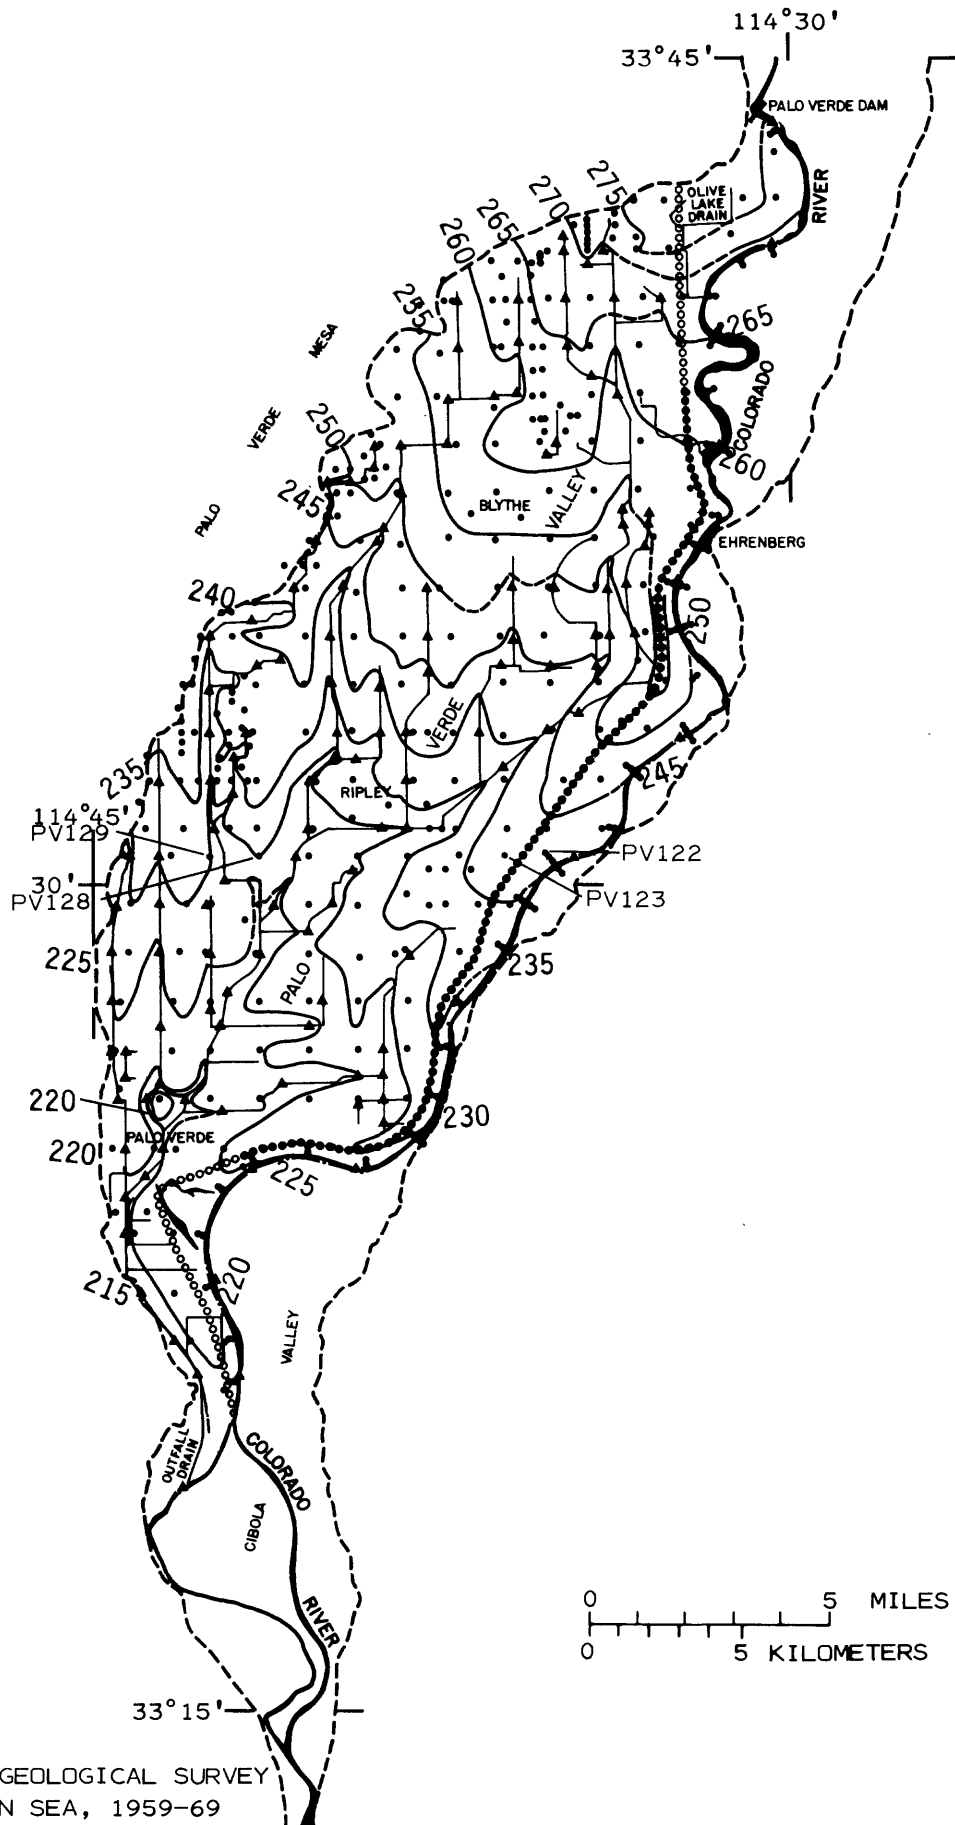 114°30'
33°45'
PALO VERDE DAM
RIVER
OLIVE
LAKE
DRAIN
275
270
265
260
255
265
MESA
COLORADO
VERDE
250
260
245
BLYTHE
VALLEY
PALO
EHRENBERG
240
250
VERDE
235
245
RIPLEY
114°45'
PV129
PV122
30'
PV128
PV123
225
235
PALO
220
230
PALO VERDE
220
225
215
220
VALLEY
OUTFALL
DRAIN
COLORADO
CIBOLA
RIVER
0 5 MILES
0 5 KILOMETERS
33°15'
GEOLOGICAL SURVEY
N SEA, 1959-69